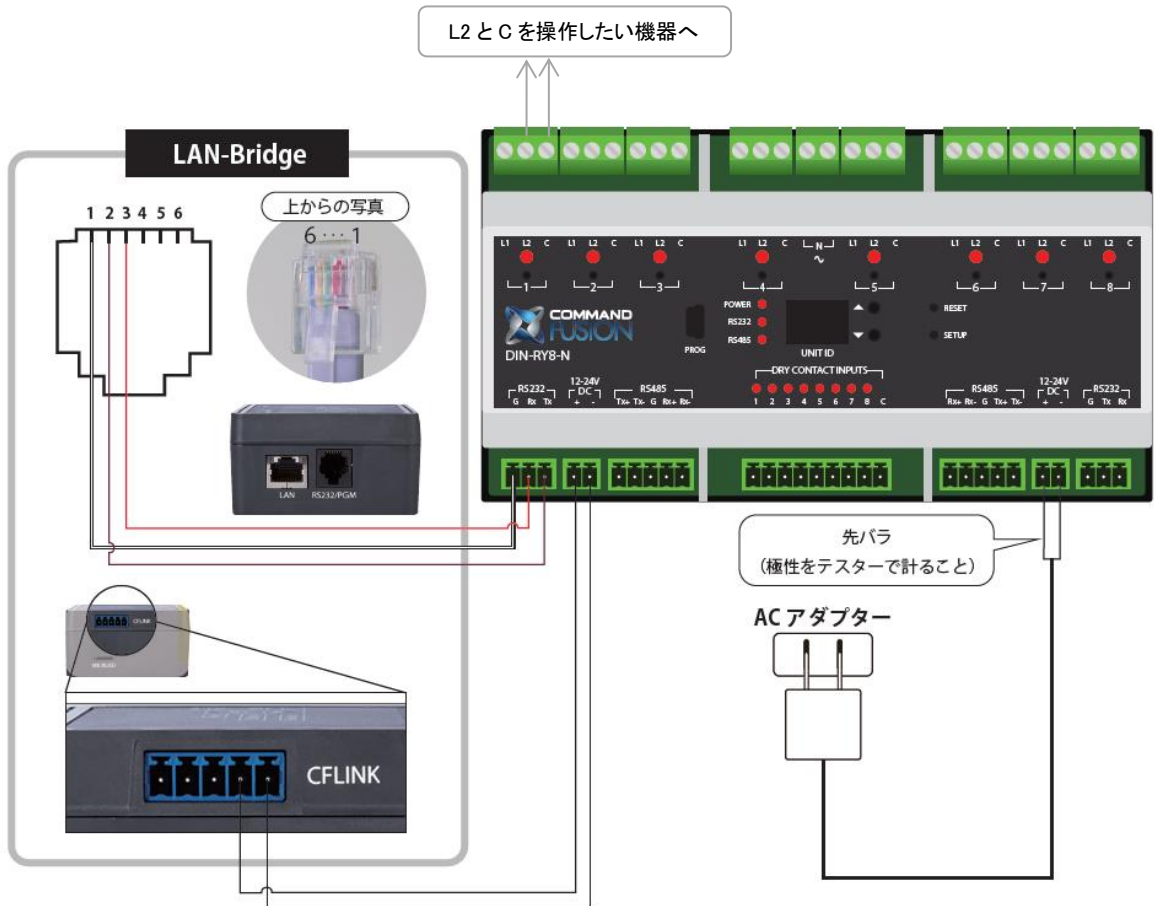 L2 と C を操作したい機器へ
LAN-Bridge
1 2 3 4 5 6
上からの写真
6 ··· 1
LAN RS232/PGM
CFLINK
CFLINK
L1 L2 C L1 L2 C L1 L2 C L1 L2 C N L1 L2 C L1 L2 C L1 L2 C L1 L2 C
1 2 3 4 5 6 7 8
COMMAND
FUSION
DIN-RY8-N
PROG
POWER
RS232
RS485
UNIT ID
RESET
SETUP
DRY CONTACT INPUTS
1 2 3 4 5 6 7 8 C
RS232
G Rx Tx
12-24V
DC
+ -
RS485
Tx+ Tx- G Rx+ Rx-
RS485
Rx+ Rx- G Tx+ Tx-
12-24V
DC
+ -
RS232
G Tx Rx
先バラ
（極性をテスターで計ること）
AC アダプター